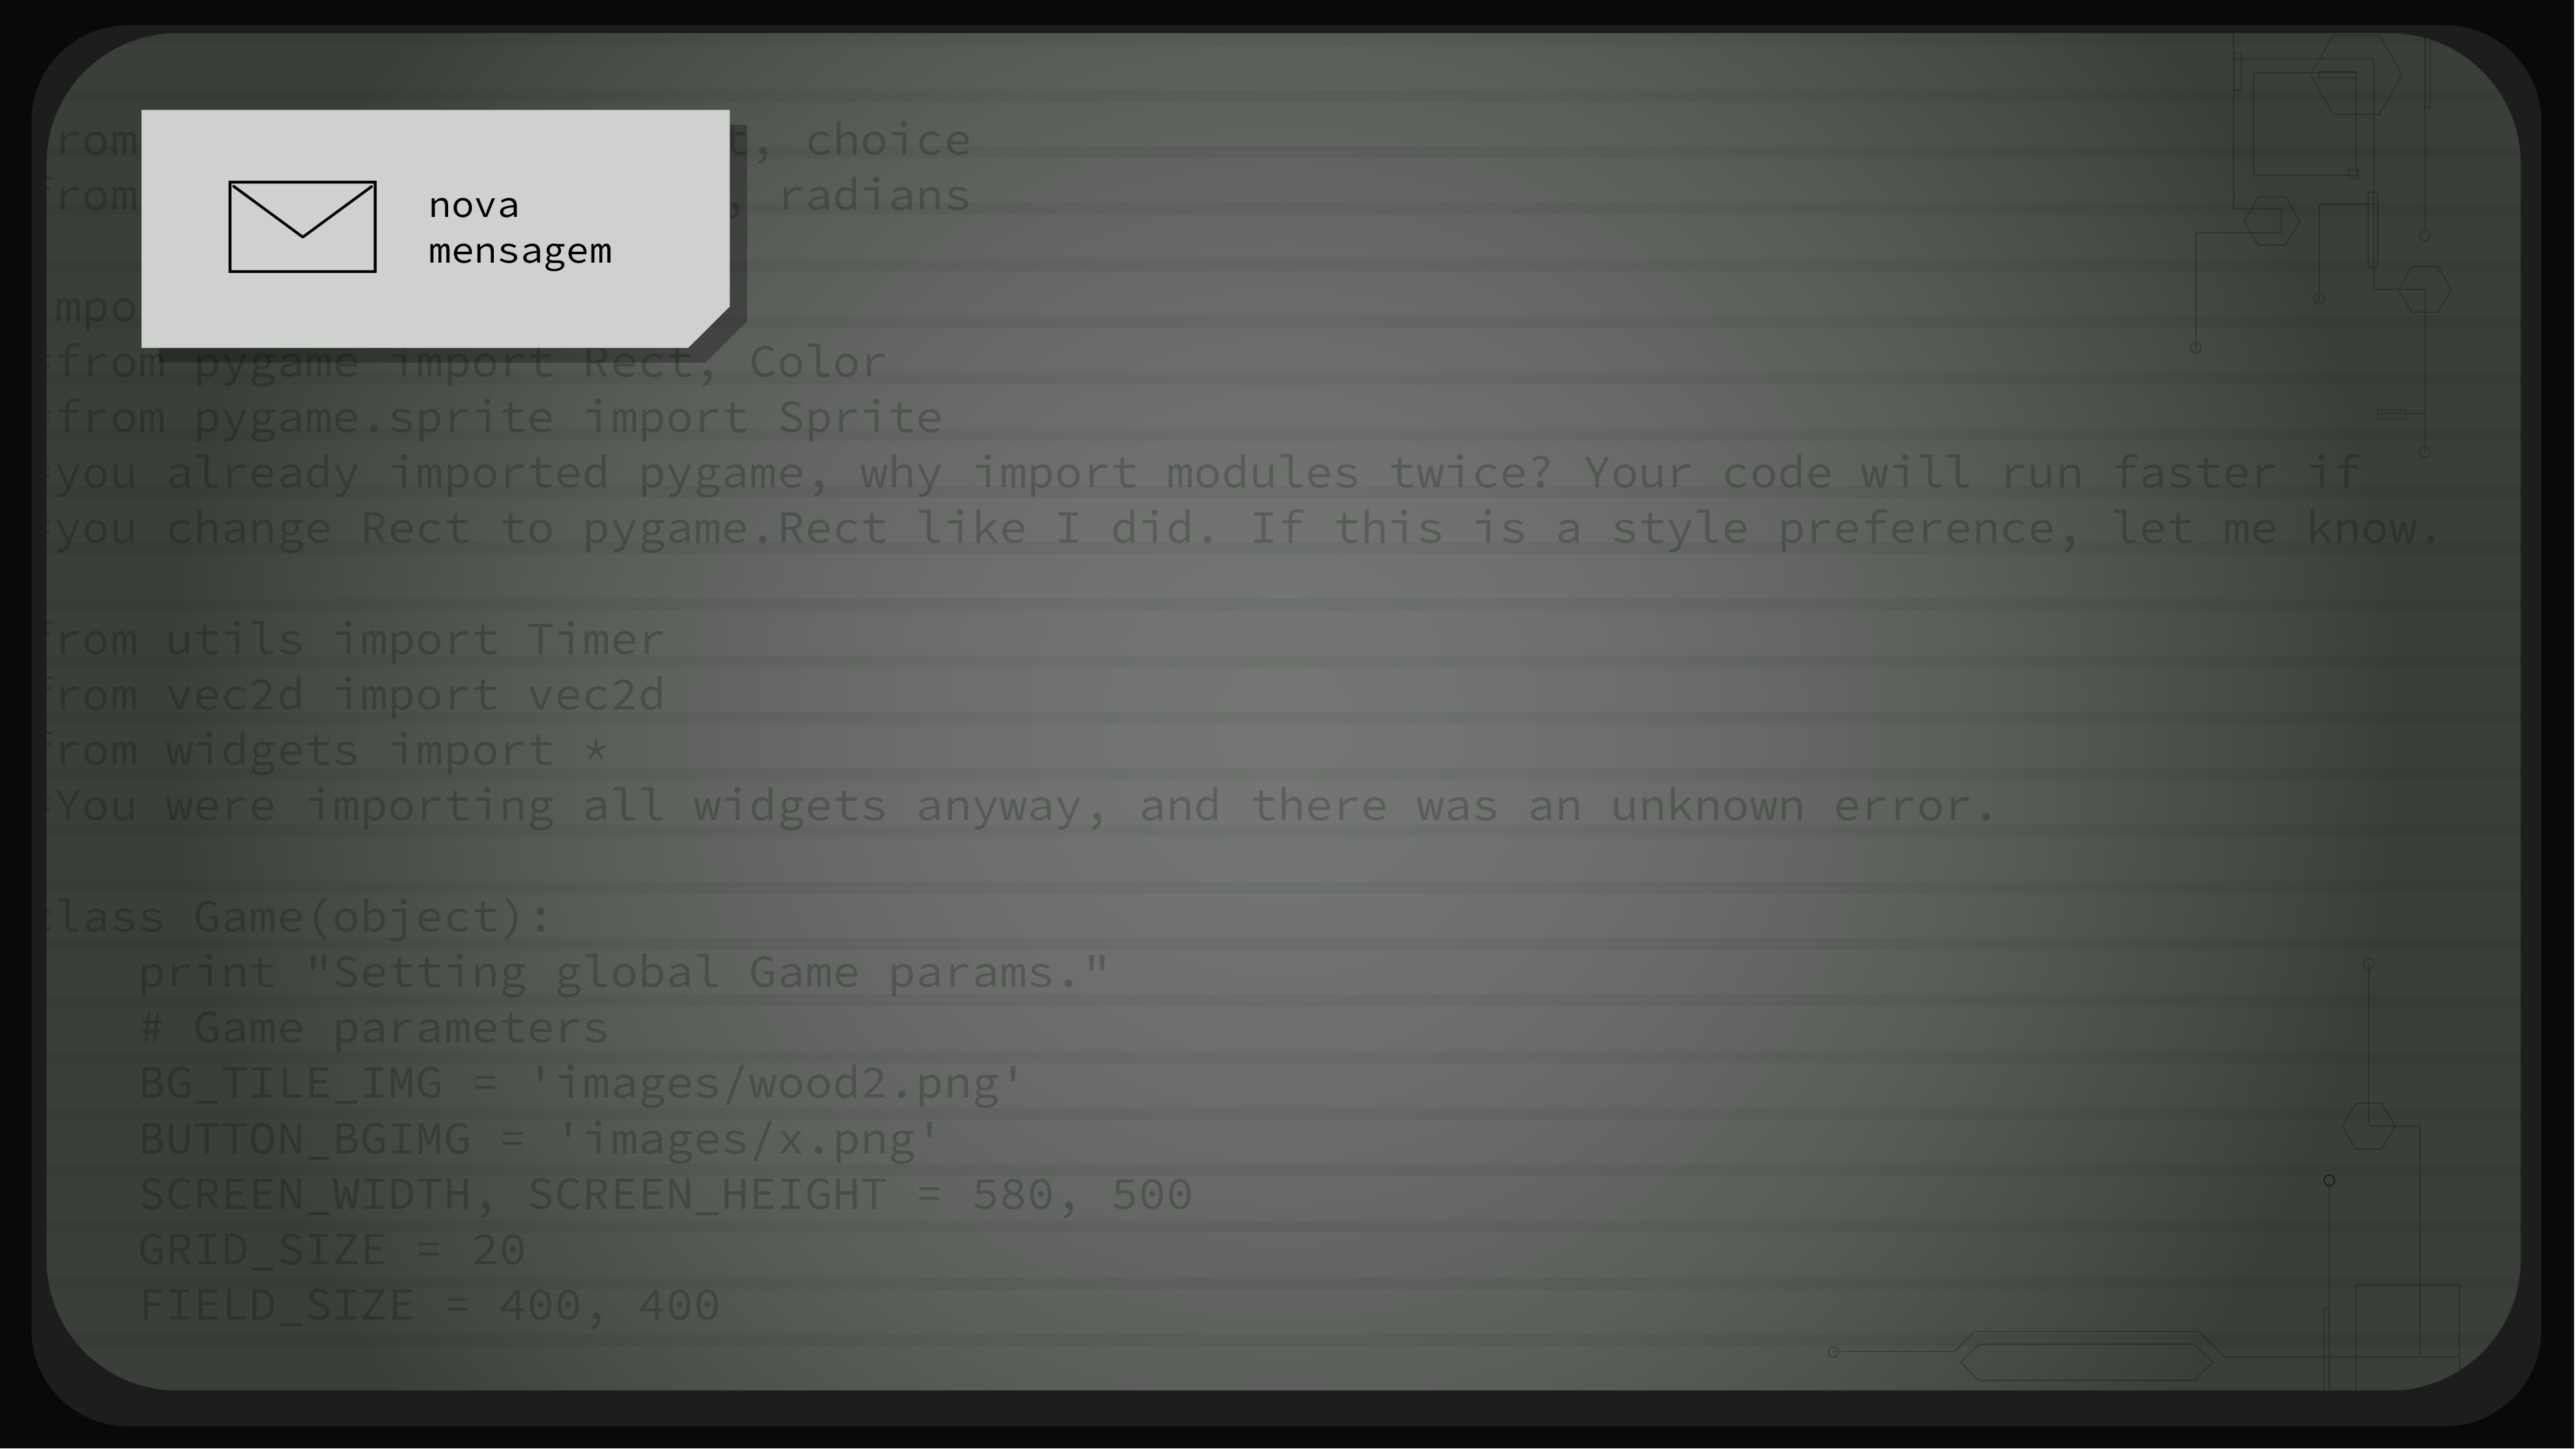 nova
mensagem
rom t, choice
from , radians
mpo
#from pygame import Rect, Color
#from pygame.sprite import Sprite
#you already imported pygame, why import modules twice? Your code will run faster if
#you change Rect to pygame.Rect like I did. If this is a style preference, let me know.
from utils import Timer
from vec2d import vec2d
from widgets import *
#You were importing all widgets anyway, and there was an unknown error.
class Game(object):
print "Setting global Game params."
# Game parameters
BG_TILE_IMG = 'images/wood2.png'
BUTTON_BGIMG = 'images/x.png'
SCREEN_WIDTH, SCREEN_HEIGHT = 580, 500
GRID_SIZE = 20
FIELD_SIZE = 400, 400